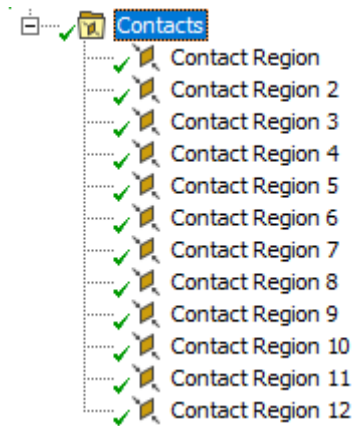 Contacts
Contact Region
Contact Region 2
Contact Region 3
Contact Region 4
Contact Region 5
Contact Region 6
Contact Region 7
Contact Region 8
Contact Region 9
Contact Region 10
Contact Region 11
Contact Region 12